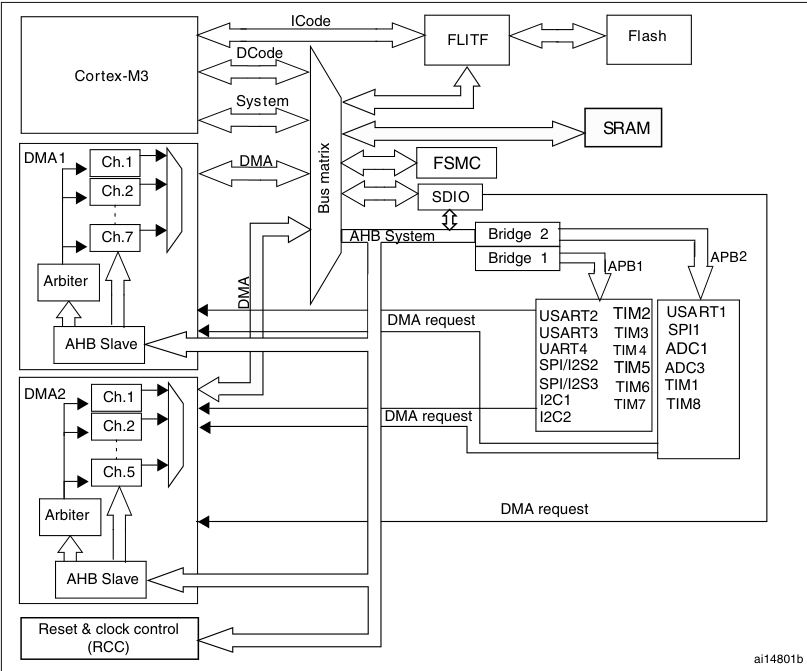 ICode
FLITF
Flash
Cortex-M3
DCode
System
SRAM
DMA1
Ch.1
DMA
Bus matrix
FSMC
Ch.2
SDIO
Ch.7
AHB System
Bridge 2
Bridge 1
APB1
APB2
Arbiter
DMA
USART2 TIM2
USART3 TIM3
UART4 TIM4
SPI/I2S2 TIM5
SPI/I2S3 TIM6
I2C1 TIM7
I2C2
USART1
SPI1
ADC1
ADC3
TIM1
TIM8
DMA request
AHB Slave
DMA2
Ch.1
Ch.2
DMA request
Ch.5
Arbiter
DMA request
AHB Slave
Reset & clock control
(RCC)
ai14801b